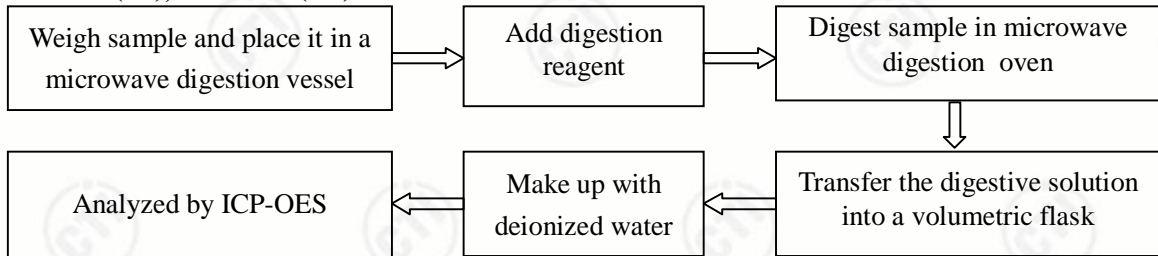 Weigh sample and place it in a
microwave digestion vessel
Add digestion
reagent
Digest sample in microwave
digestion oven
Transfer the digestive solution
into a volumetric flask
Make up with
deionized water
Analyzed by ICP-OES